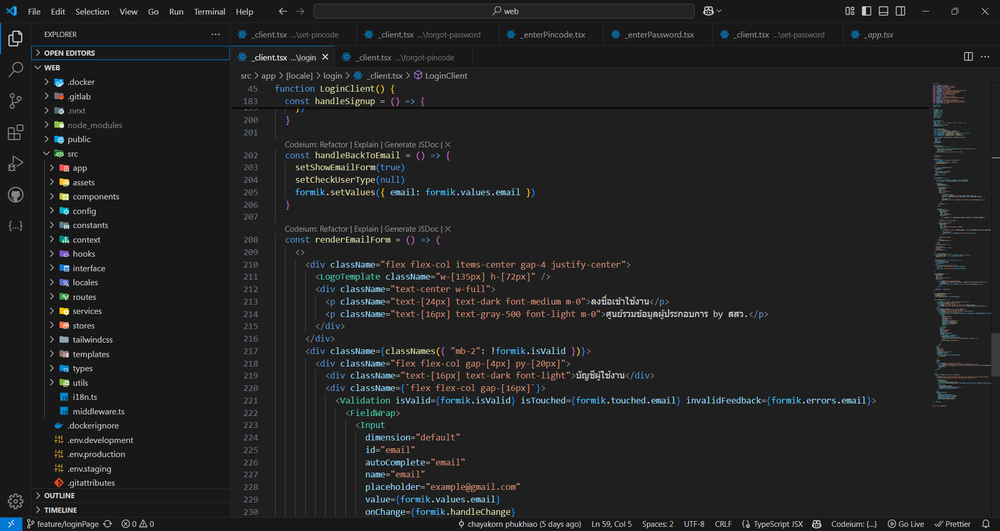 File Edit Selection View Go Run Terminal Help
web
EXPLORER
OPEN EDITORS
WEB
.docker
.gitlab
.next
node_modules
public
src
app
assets
components
config
constants
context
hooks
interface
locales
routes
services
stores
tailwindcss
templates
types
utils
i18n.ts
middleware.ts
.dockerignore
.env.development
.env.production
.env.staging
.gitattributes
OUTLINE
TIMELINE
_client.tsx ...\set-pincode
_client.tsx ...\forgot-password
_enterPincode.tsx
_enterPassword.tsx
_client.tsx ...\set-password
_app.tsx
_client.tsx ...\login
_client.tsx ...\forgot-pincode
src > app > [locale] > login > _client.tsx > LoginClient
45 function LoginClient() {
183 const handleSignup = () => {
199 })
200 }
201
Codeium: Refactor | Explain | Generate JSDoc | X
202 const handleBackToEmail = () => {
203 setShowEmailForm(true)
204 setCheckUserType(null)
205 formik.setValues({ email: formik.values.email })
206 }
207
Codeium: Refactor | Explain | Generate JSDoc | X
208 const renderEmailForm = () => (
209 <>
210 <div className="flex flex-col items-center gap-4 justify-center">
211 <LogoTemplate className="w-[135px] h-[72px]" />
212 <div className="text-center w-full">
213 <p className="text-[24px] text-dark font-medium m-0">ลงชื่อเข้าใช้งาน</p>
214 <p className="text-[16px] text-gray-500 font-light m-0">ศูนย์รวมข้อมูลผู้ประกอบการ by สสว.</p>
215 </div>
216 </div>
217 <div className={classNames({ "mb-2": !formik.isValid })}>
218 <div className="flex flex-col gap-[4px] py-[20px]">
219 <div className="text-[16px] text-dark font-light">บัญชีผู้ใช้งาน</div>
220 <div className={`flex flex-col gap-[16px]`}>
221 <Validation isValid={formik.isValid} isTouched={formik.touched.email} invalidFeedback={formik.errors.email}>
222 <FieldWrap>
223 <Input
224 dimension="default"
225 id="email"
226 autoComplete="email"
227 name="email"
228 placeholder="example@gmail.com"
229 value={formik.values.email}
230 onChange={formik.handleChange}
feature/loginPage 0 0
chayakorn phukhiao (5 days ago) Ln 59, Col 5 Spaces: 2 UTF-8 CRLF {} TypeScript JSX Codeium: {...} Go Live Prettier